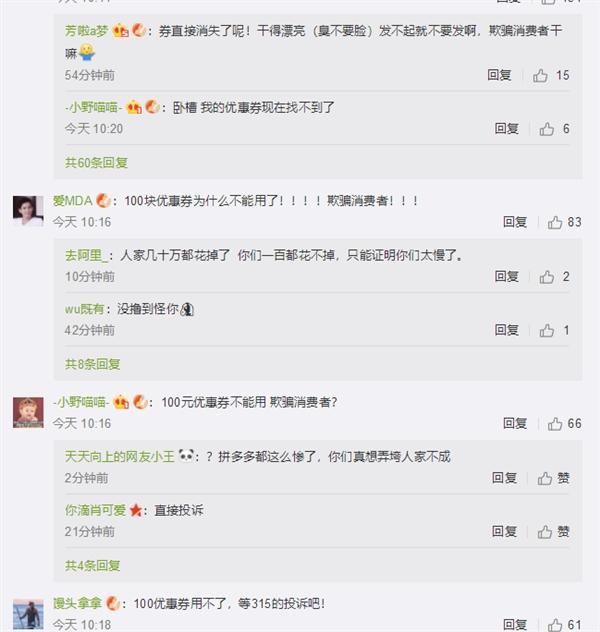 芳啦a梦：券直接消失了呢！干得漂亮（臭不要脸）发不起就不要发啊，欺骗消费者干
嘛
54分钟前 回复 15
-小野喵喵-：卧槽 我的优惠券现在找不到了
今天 10:20 回复 6
共60条回复
爱MDA：100块优惠券为什么不能用了！！！！欺骗消费者！！！
今天 10:16 回复 83
去阿里_：人家几十万都花掉了 你们一百都花不掉，只能证明你们太慢了。
10分钟前 回复 2
wu既有：没撸到怪你
42分钟前 回复 1
共8条回复
-小野喵喵-：100元优惠券不能用 欺骗消费者？
今天 10:16 回复 66
天天向上的网友小王：？拼多多都这么惨了，你们真想弄垮人家不成
2分钟前 回复 赞
你滴肖可爱：直接投诉
21分钟前 回复 赞
共4条回复
馒头拿拿：100优惠券用不了，等315的投诉吧！
今天 10:18 回复 61